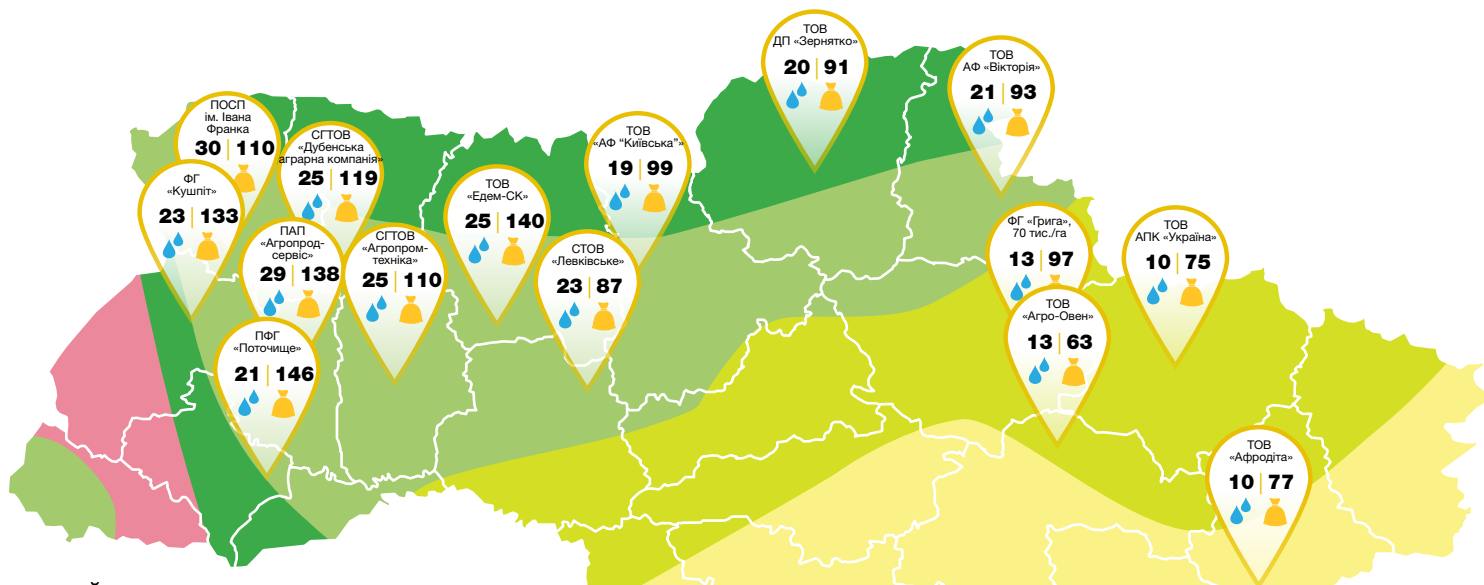 ТОВ
ДП «Зернятко»
20 | 91
ТОВ
АФ «Вікторія»
21 | 93
ПОСП
ім. Івана
Франка
30 | 110
СГТОВ
«Дубенська
аграрна компанія»
25 | 119
ТОВ
«АФ “Київська”»
19 | 99
ФГ
«Кушпіт»
23 | 133
ТОВ
«Едем-СК»
25 | 140
ПАП
«Агропрод-
сервіс»
29 | 138
СГТОВ
«Агропром-
техніка»
25 | 110
СТОВ
«Левківське»
23 | 87
ФГ «Грига»,
70 тис./га
13 | 97
ТОВ
АПК «Україна»
10 | 75
ТОВ
«Агро-Овен»
13 | 63
ПФГ
«Поточище»
21 | 146
ТОВ
«Афродіта»
10 | 77